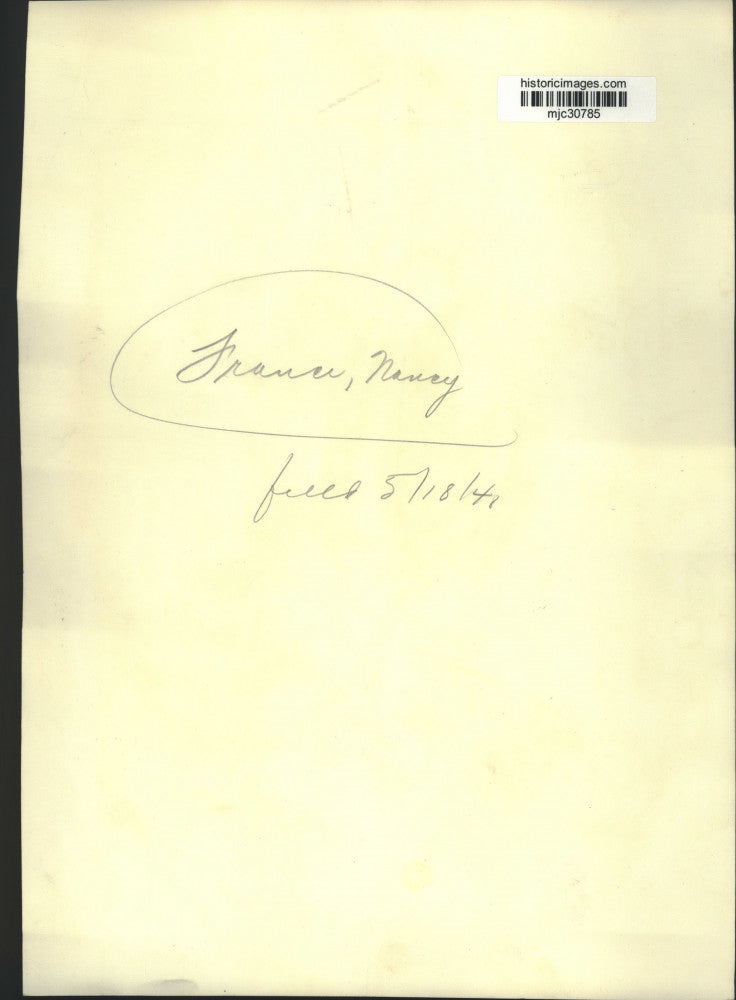 historicimages.com
mjc30785
France, Nancy
filed 5/18/41